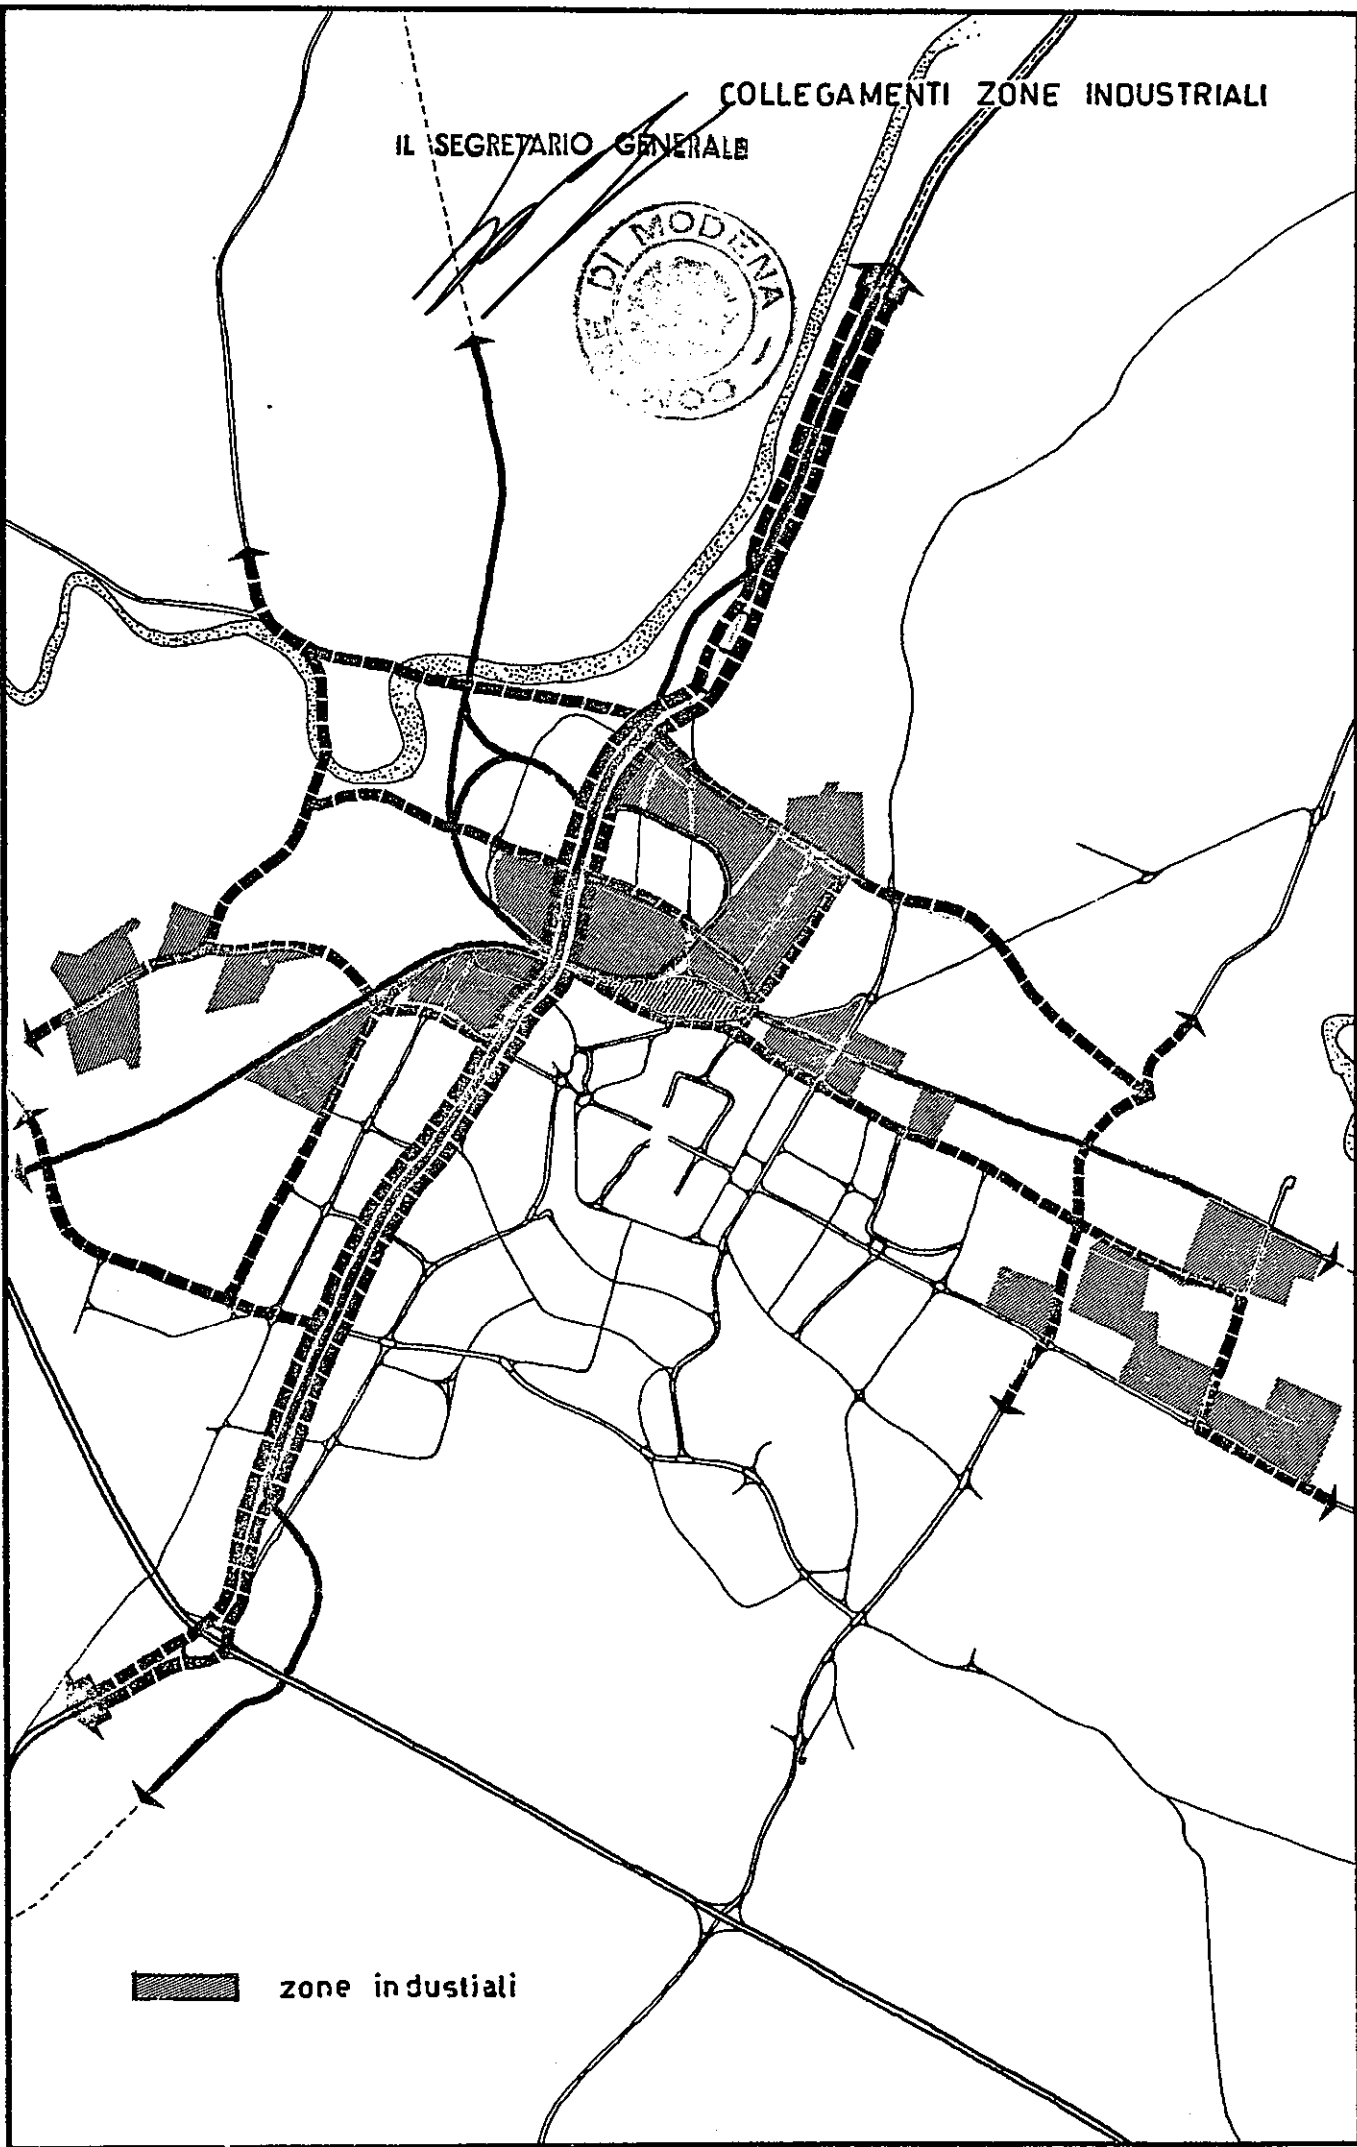 COLLEGAMENTI ZONE INDUSTRIALI
IL SEGRETARIO GENERALE
DI MODENA
zone industiali